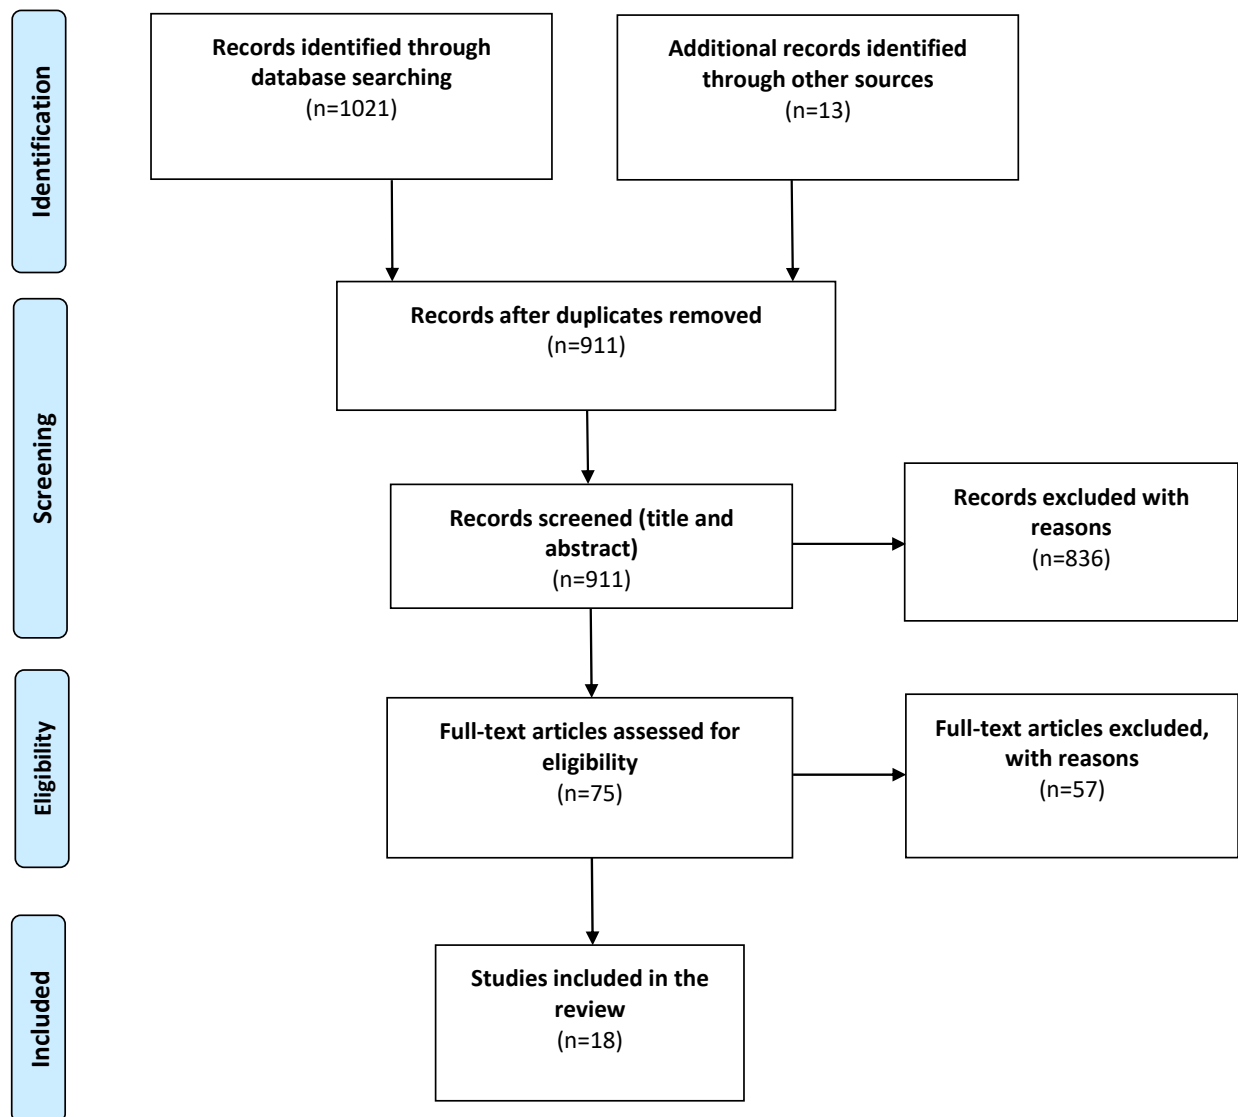 Identification
Records identified through
database searching
(n=1021)
Additional records identified
through other sources
(n=13)
Screening
Records after duplicates removed
(n=911)
Records screened (title and
abstract)
(n=911)
Records excluded with
reasons
(n=836)
Eligibility
Full-text articles assessed for
eligibility
(n=75)
Full-text articles excluded,
with reasons
(n=57)
Included
Studies included in the
review
(n=18)